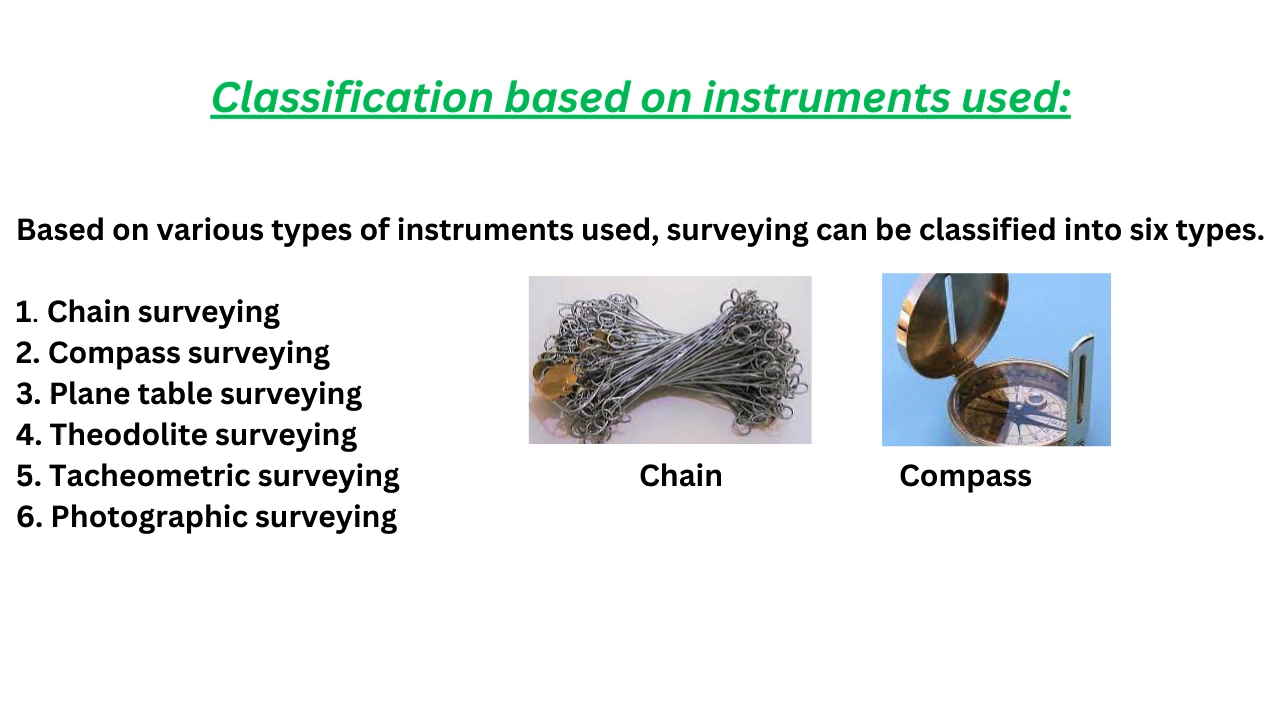 Classification based on instruments used:
Based on various types of instruments used, surveying can be classified into six types.
1. Chain surveying
2. Compass surveying
3. Plane table surveying
4. Theodolite surveying
5. Tacheometric surveying
6. Photographic surveying
Chain
Compass